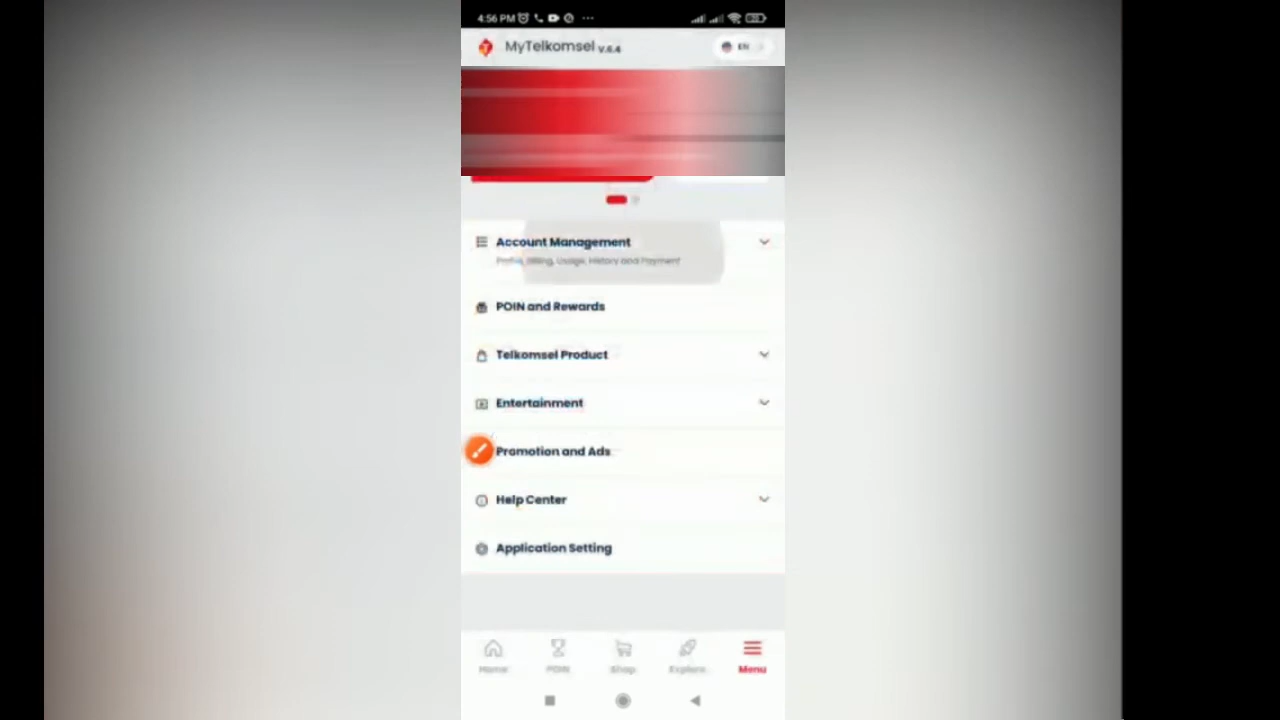 4:56 PM
MyTelkomsel V.6.4
EN
Account Management
Profile, Billing, Usage, History and Payment
POIN and Rewards
Telkomsel Product
Entertainment
Promotion and Ads
Help Center
Application Setting
Home POIN Shop Explore Menu